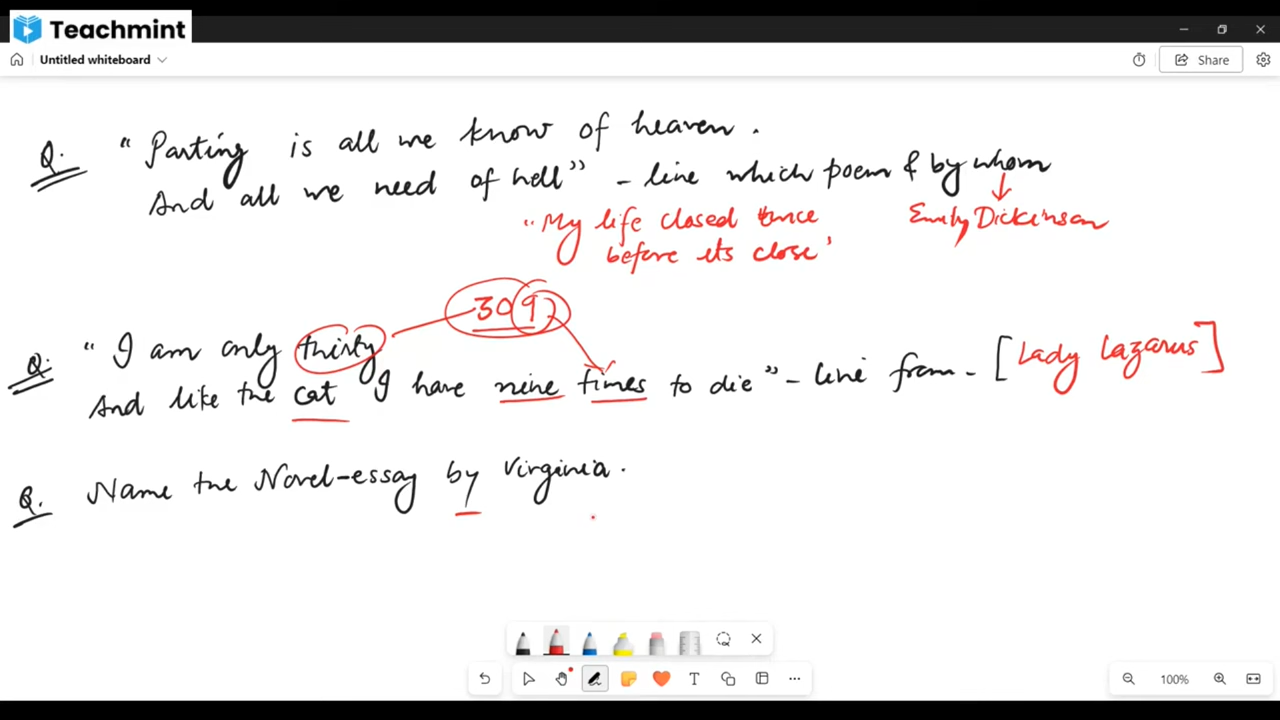 Teachmint
Untitled whiteboard
Share
Q. "Parting is all we know of heaven.
And all we need of hell" - line which poem & by whom
"My life closed twice before its close'
Emily Dickinson
309
Q. "I am only thirty
And like the cat I have nine times to die" - line from - [Lady Lazarus]
Q. Name the Novel-essay by Virginia.
T
100%